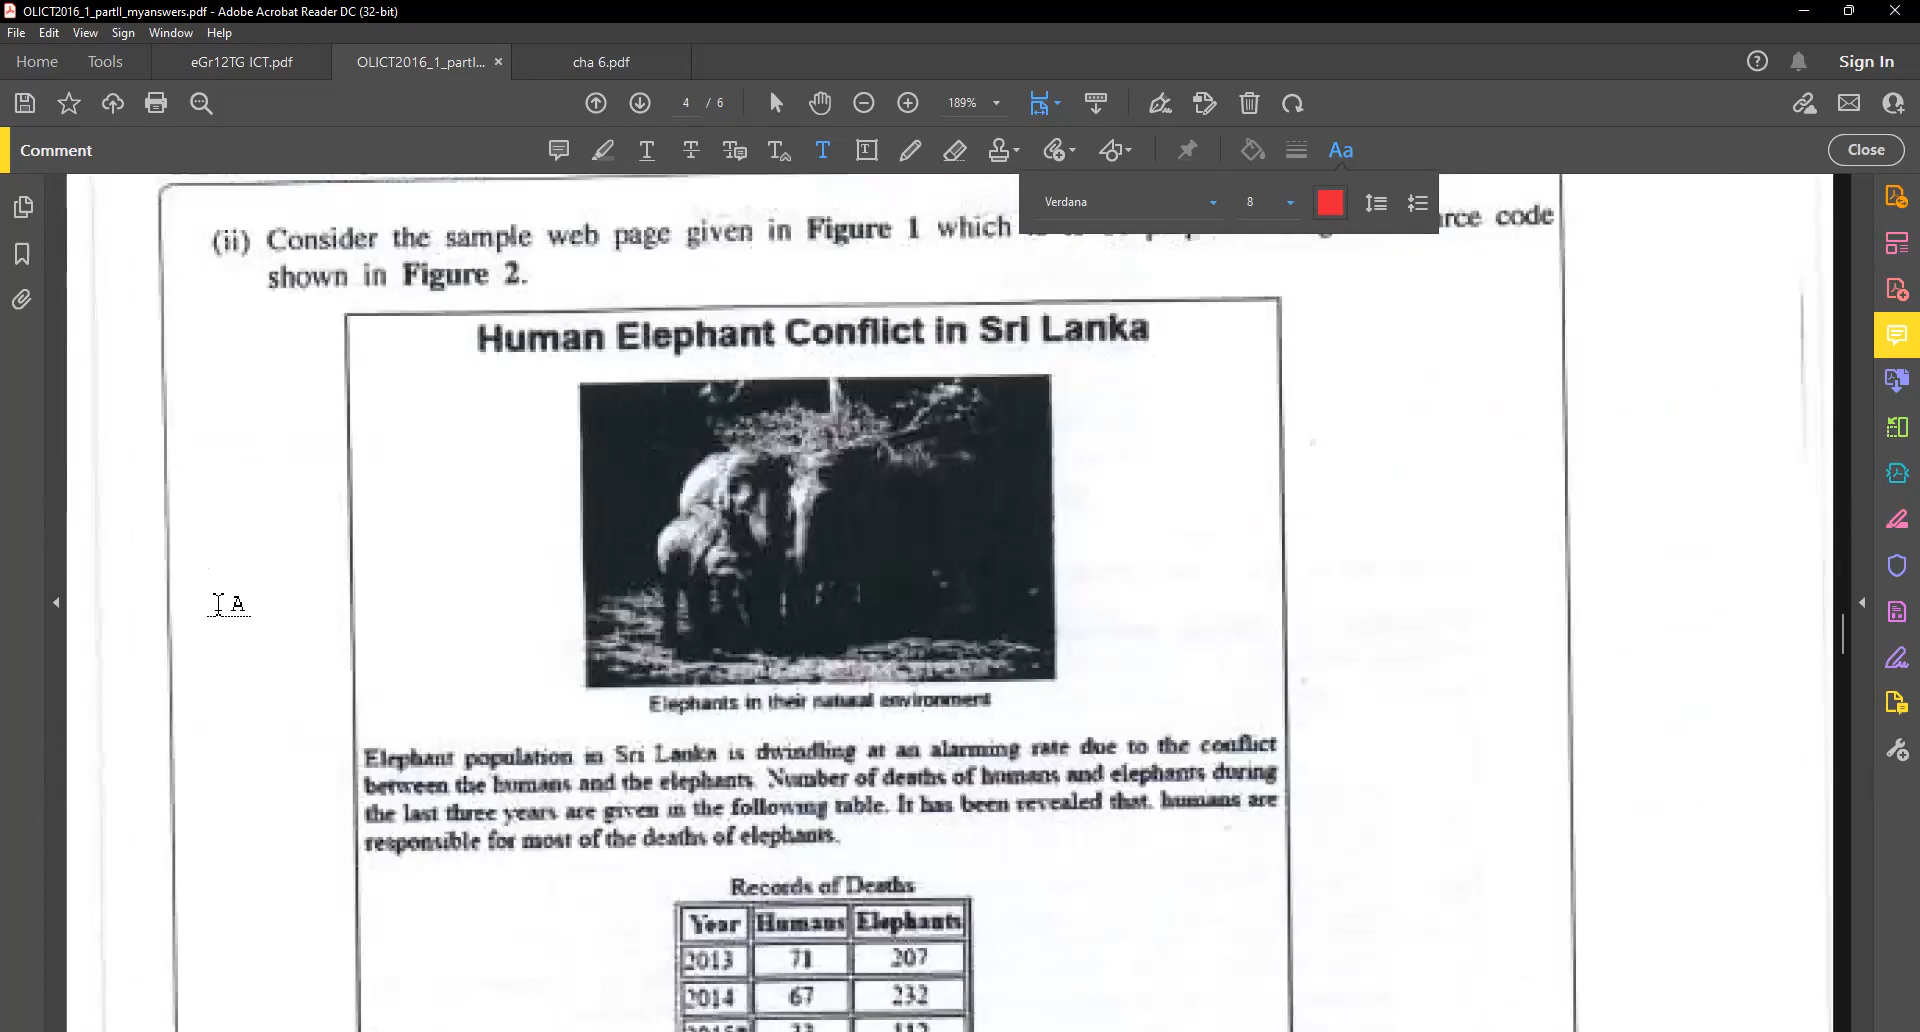 OLICT2016_1_partII_myanswers.pdf - Adobe Acrobat Reader DC (32-bit)
File Edit View Sign Window Help
Home Tools eGr12TG ICT.pdf OLICT2016_1_partI... × cha 6.pdf Sign In
4 / 6 189%
Comment Close
Verdana 8
(ii) Consider the sample web page given in Figure 1 which code
shown in Figure 2.
Human Elephant Conflict in Sri Lanka
Elephants in their natural environment
Elephant population in Sri Lanka is dwindling at an alarming rate due to the conflict
between the humans and the elephants. Number of deaths of humans and elephants during
the last three years are given in the following table. It has been revealed that, humans are
responsible for most of the deaths of elephants.
Records of Deaths
Year Humans Elephants
2013 71 207
2014 67 232